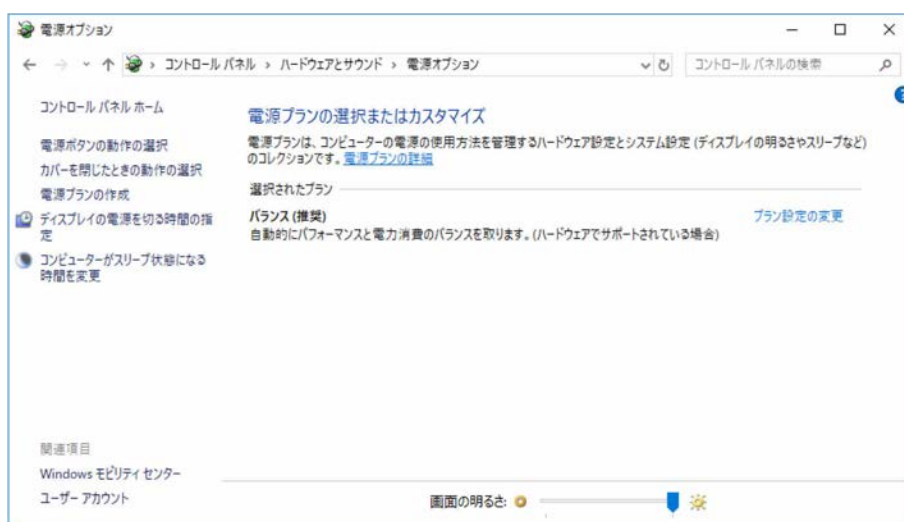 電源オプション
コントロール パネル › ハードウェアとサウンド › 電源オプション
コントロール パネルの検索
コントロール パネル ホーム
電源ボタンの動作の選択
カバーを閉じたときの動作の選択
電源プランの作成
ディスプレイの電源を切る時間の指
定
コンピューターがスリープ状態になる
時間を変更
電源プランの選択またはカスタマイズ
電源プランは、コンピューターの電源の使用方法を管理するハードウェア設定とシステム設定 (ディスプレイの明るさやスリープなど)
のコレクションです。電源プランの詳細
選択されたプラン
バランス (推奨)
プラン設定の変更
自動的にパフォーマンスと電力消費のバランスを取ります。(ハードウェアでサポートされている場合)
関連項目
Windows モビリティ センター
ユーザー アカウント
画面の明るさ: